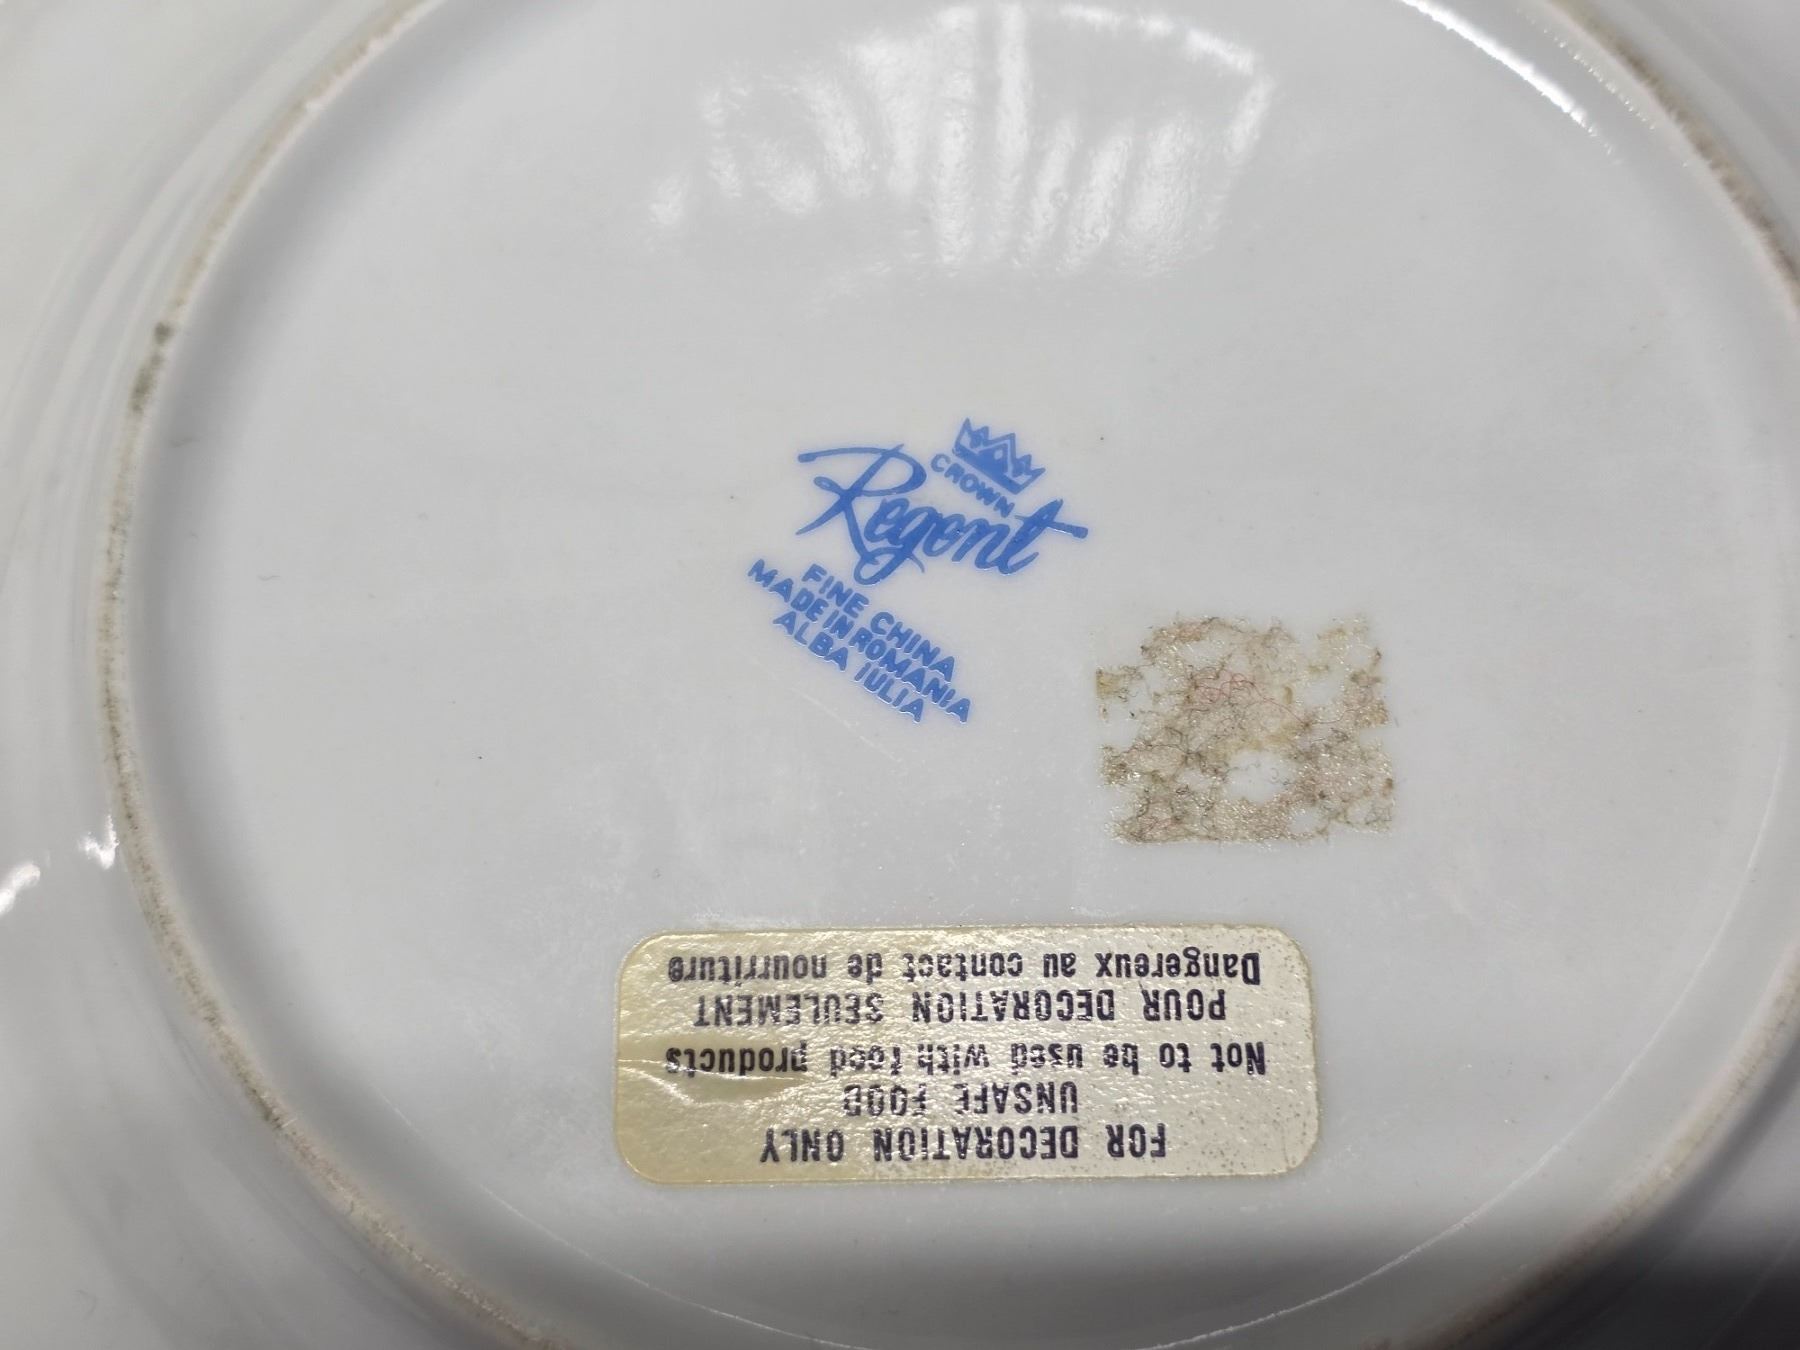 CROWN
Regent
FINE CHINA
MADE IN ROMANIA
ALBA IULIA
FOR DECORATION ONLY
UNSAFE FOOD
Not to be used with food products
POUR DECORATION SEULEMENT
Dangereux au contact de nourriture